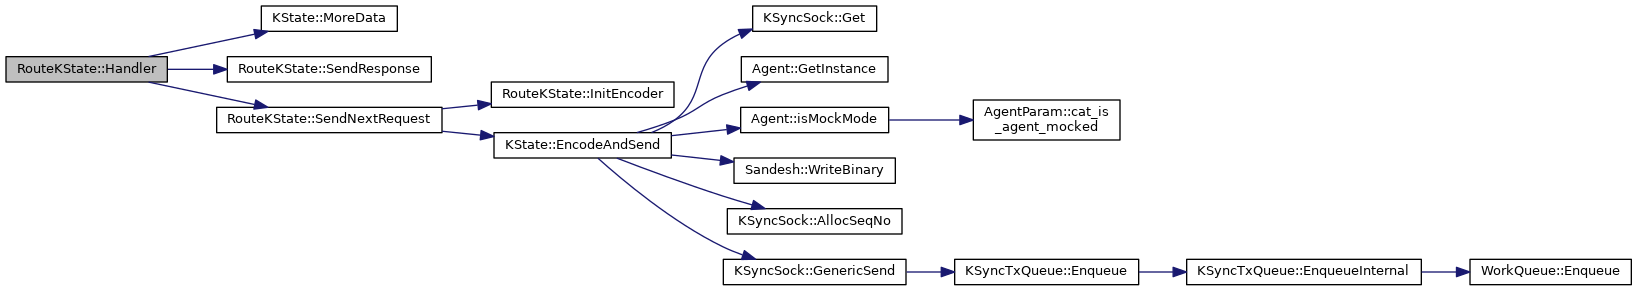 KState::MoreData
KSyncSock::Get
RouteKState::Handler
RouteKState::SendResponse
Agent::GetInstance
RouteKState::InitEncoder
RouteKState::SendNextRequest
Agent::isMockMode
AgentParam::cat_is
_agent_mocked
KState::EncodeAndSend
Sandesh::WriteBinary
KSyncSock::AllocSeqNo
KSyncSock::GenericSend
KSyncTxQueue::Enqueue
KSyncTxQueue::EnqueueInternal
WorkQueue::Enqueue